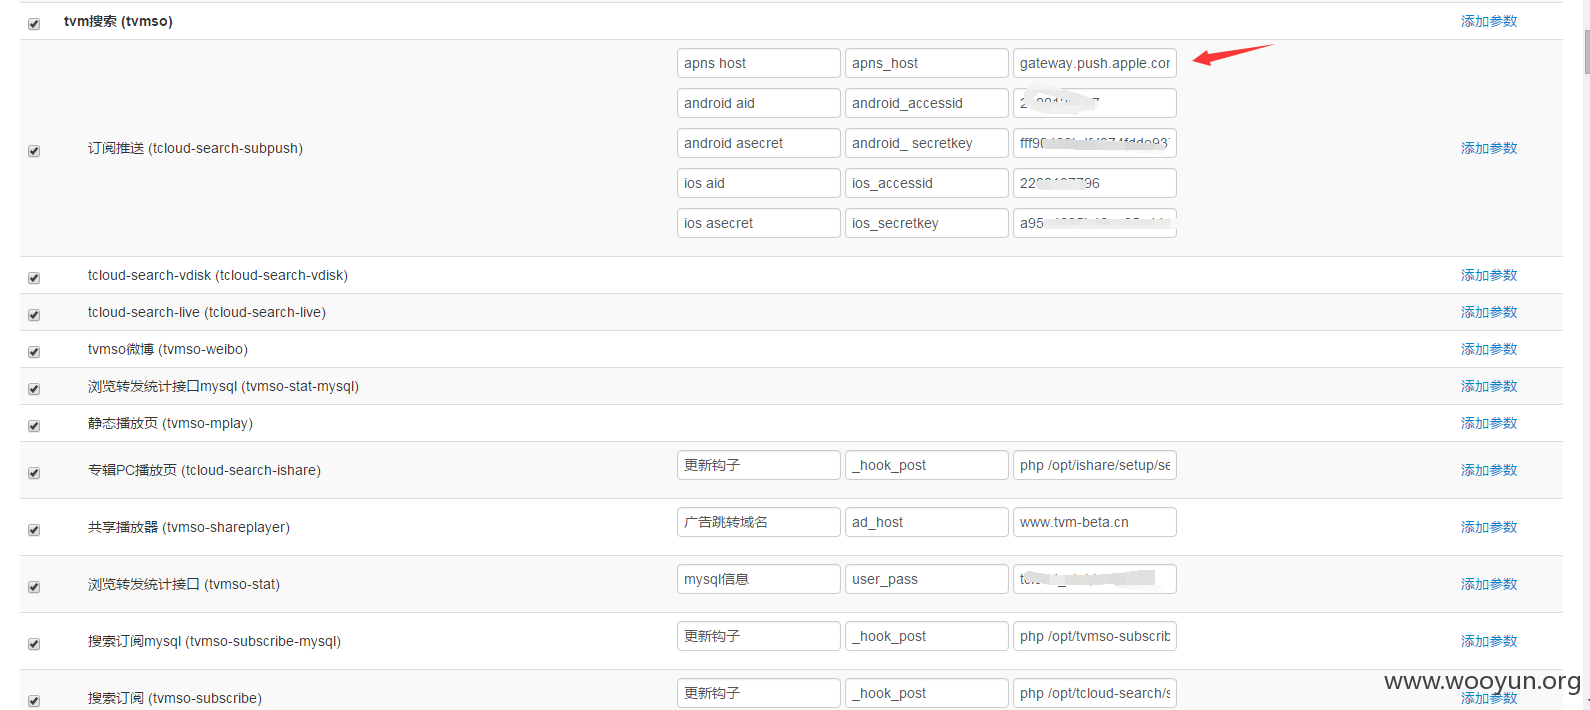 tvm搜索 (tvmso) 添加参数
apns host apns_host gateway.push.apple.cor
android aid android_accessid
android asecret android_ secretkey
订阅推送 (tcloud-search-subpush) 添加参数
ios aid ios_accessid
ios asecret ios_secretkey
tcloud-search-vdisk (tcloud-search-vdisk) 添加参数
tcloud-search-live (tcloud-search-live) 添加参数
tvmso微博 (tvmso-weibo) 添加参数
浏览转发统计接口mysql (tvmso-stat-mysql) 添加参数
静态播放页 (tvmso-mplay) 添加参数
专辑PC播放页 (tcloud-search-ishare) 更新钩子 _hook_post php /opt/ishare/setup/se 添加参数
共享播放器 (tvmso-shareplayer) 广告跳转域名 ad_host www.tvm-beta.cn 添加参数
浏览转发统计接口 (tvmso-stat) mysql信息 user_pass 添加参数
搜索订阅mysql (tvmso-subscribe-mysql) 更新钩子 _hook_post php /opt/tvmso-subscrib 添加参数
搜索订阅 (tvmso-subscribe) 更新钩子 _hook_post php /opt/tcloud-search/s 添加参数
www.wooyun.org